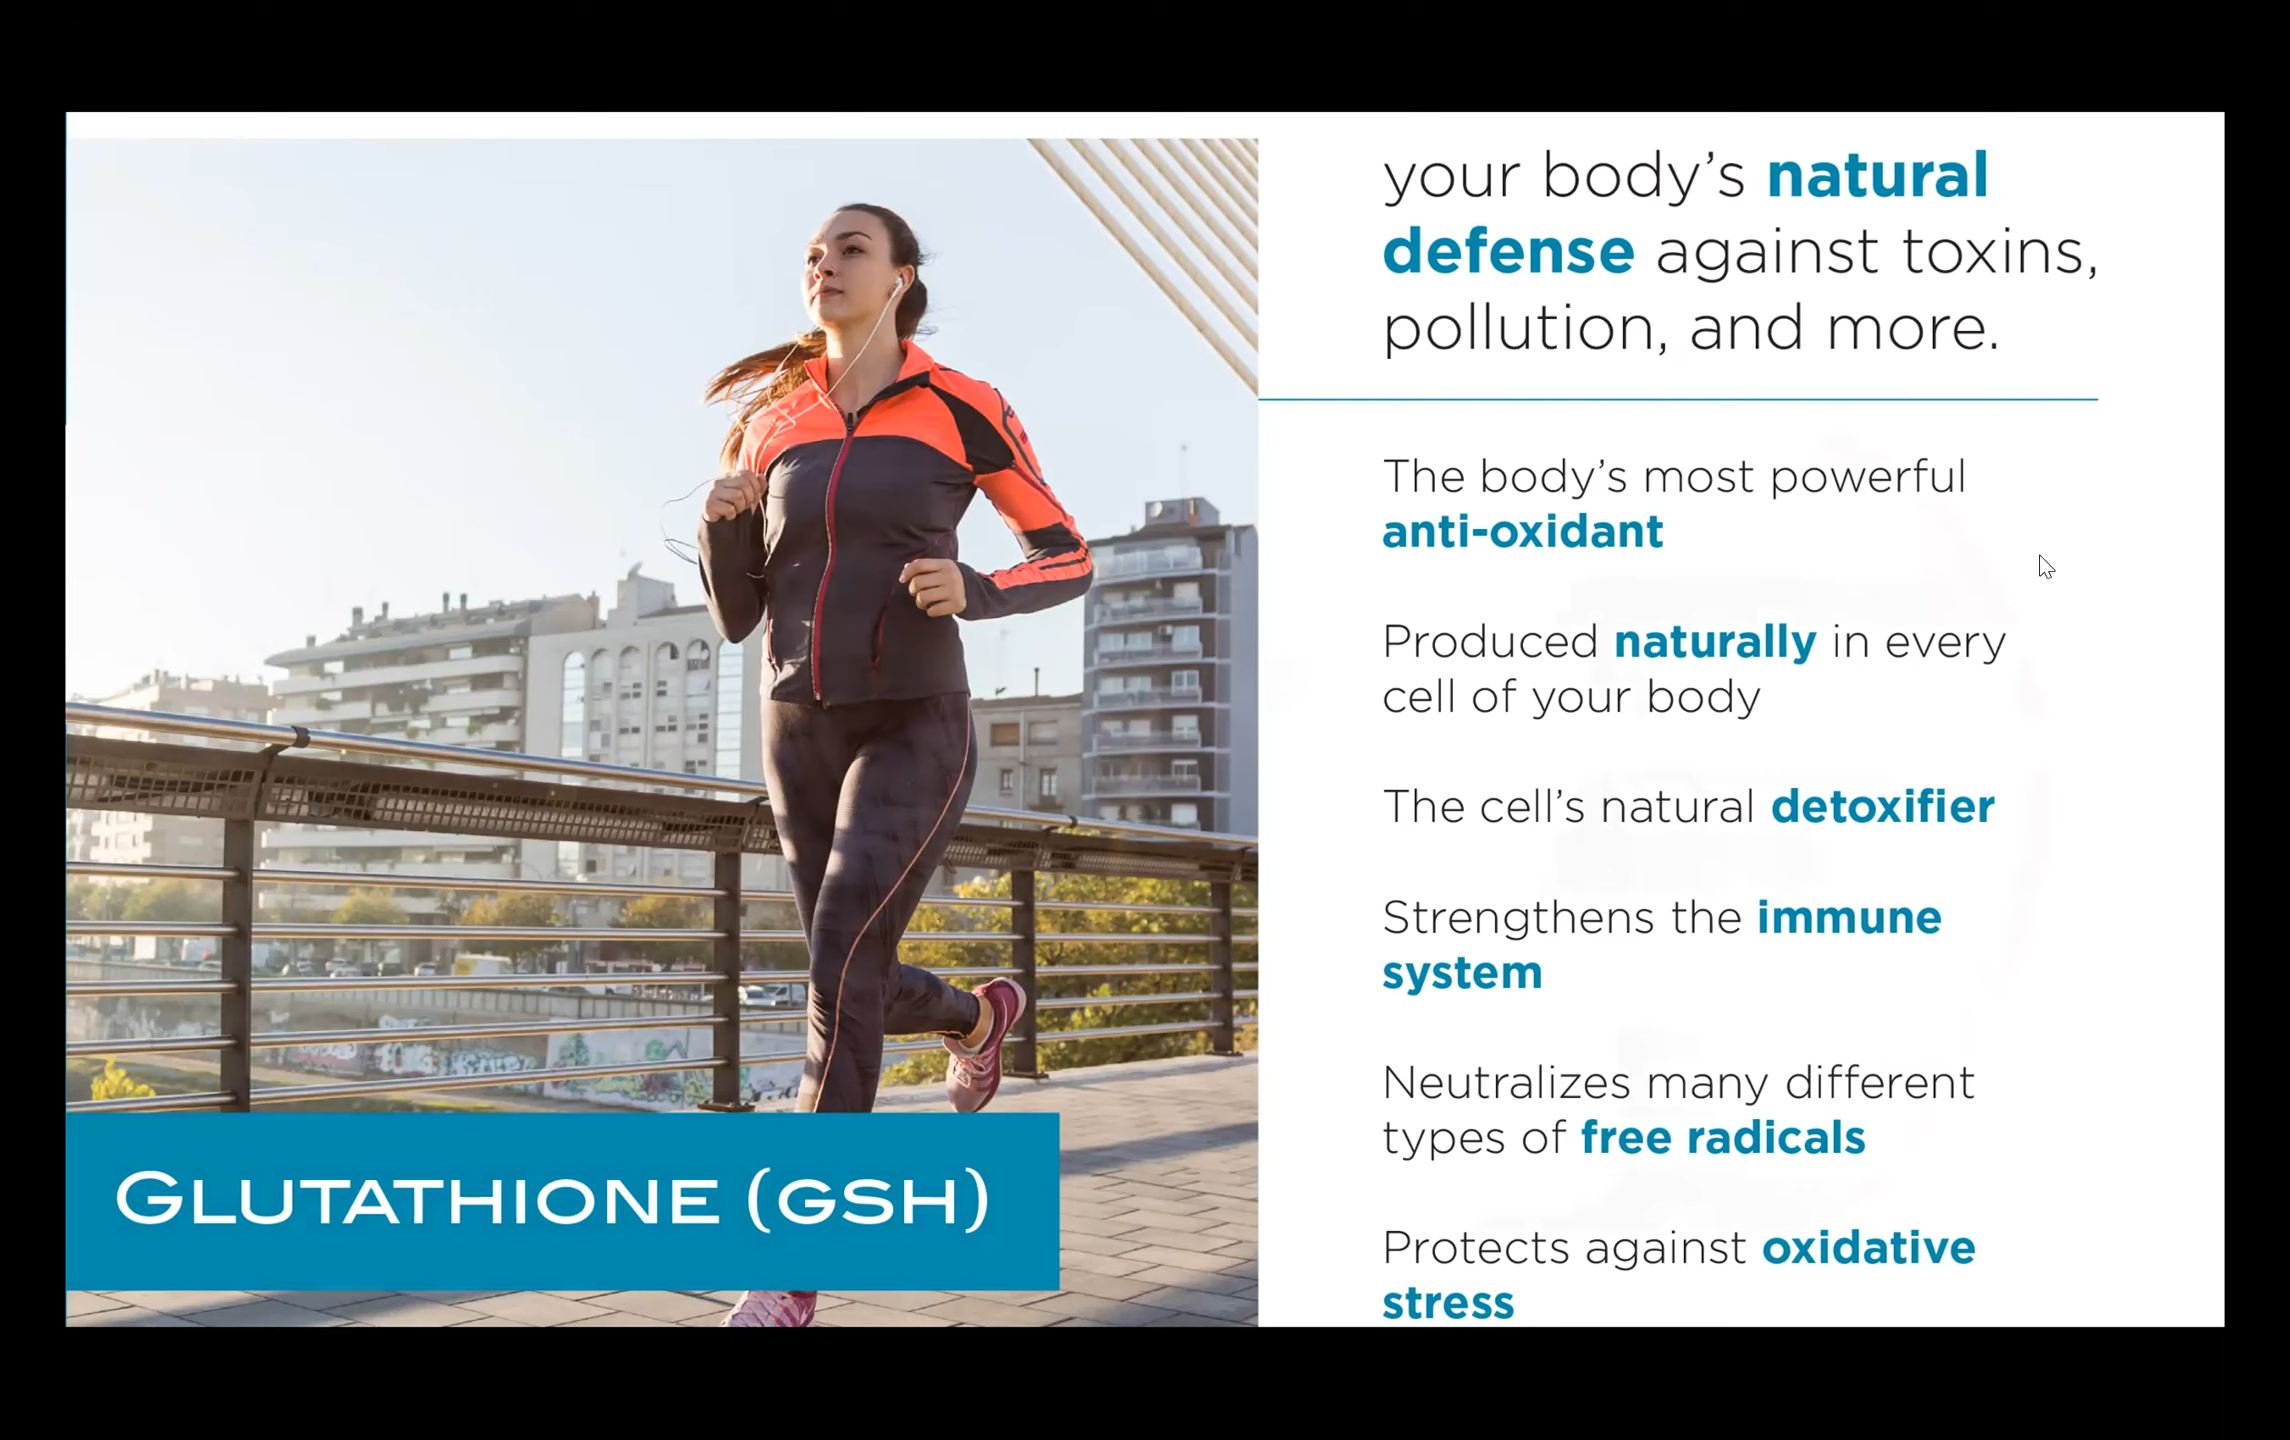 your body’s natural
defense against toxins,
pollution, and more.
The body’s most powerful
anti-oxidant
Produced naturally in every
cell of your body
The cell’s natural detoxifier
Strengthens the immune
system
Neutralizes many different
types of free radicals
Protects against oxidative
stress
GLUTATHIONE (GSH)